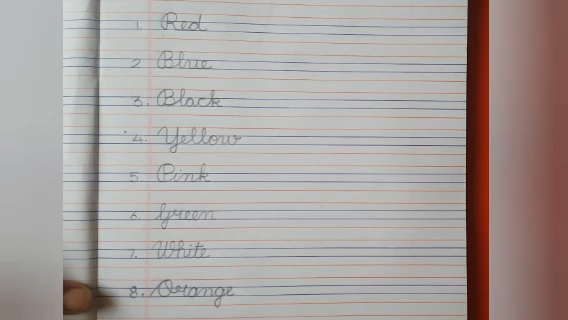 1. Red
2 Blue
3. Black
4. Yellow
5. Pink
6. Green
7. White
8. Orange